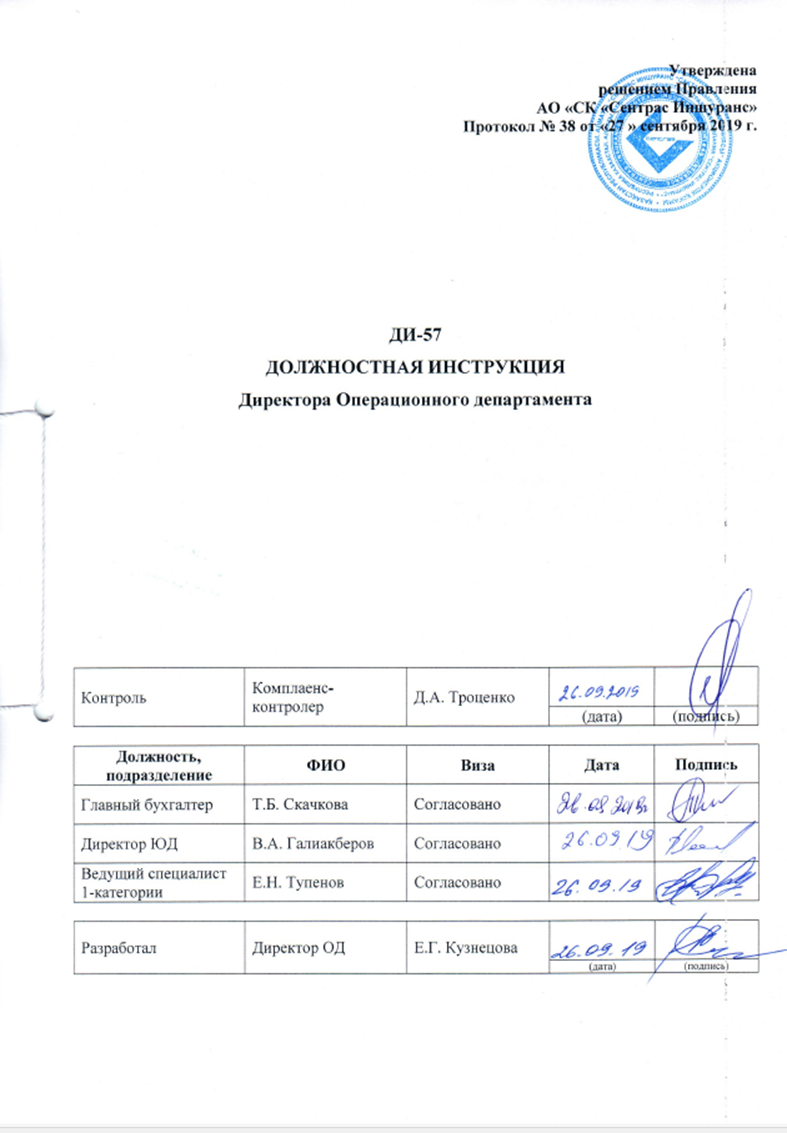 Утверждена
решением Правления
АО «СК «Сентрас Иншуранс»
Протокол № 38 от «27 » сентября 2019 г.
ДИ-57
ДОЛЖНОСТНАЯ ИНСТРУКЦИЯ
Директора Операционного департамента
Контроль Комплаенс-контролер Д.А. Троценко 26.09.2019
(дата) (подпись)
Должность, подразделение ФИО Виза Дата Подпись
Главный бухгалтер Т.Б. Скачкова Согласовано 26.09.2019г
Директор ЮД В.А. Галиакберов Согласовано 26.09.19
Ведущий специалист 1-категории Е.Н. Тупенов Согласовано 26.09.19
Разработал Директор ОД Е.Г. Кузнецова 26.09.19
(дата) (подпись)